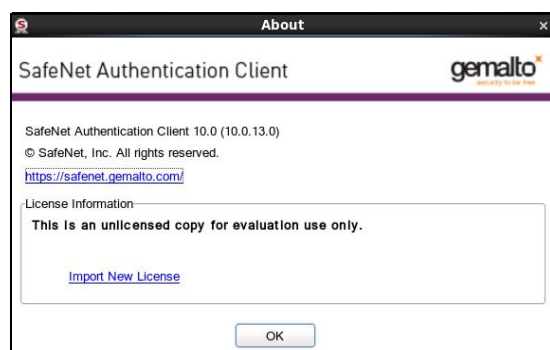 About
SafeNet Authentication Client
gemalto
security to be free
SafeNet Authentication Client 10.0 (10.0.13.0)
© SafeNet, Inc. All rights reserved.
https://safenet.gemalto.com/
License Information
This is an unlicensed copy for evaluation use only.
Import New License
OK